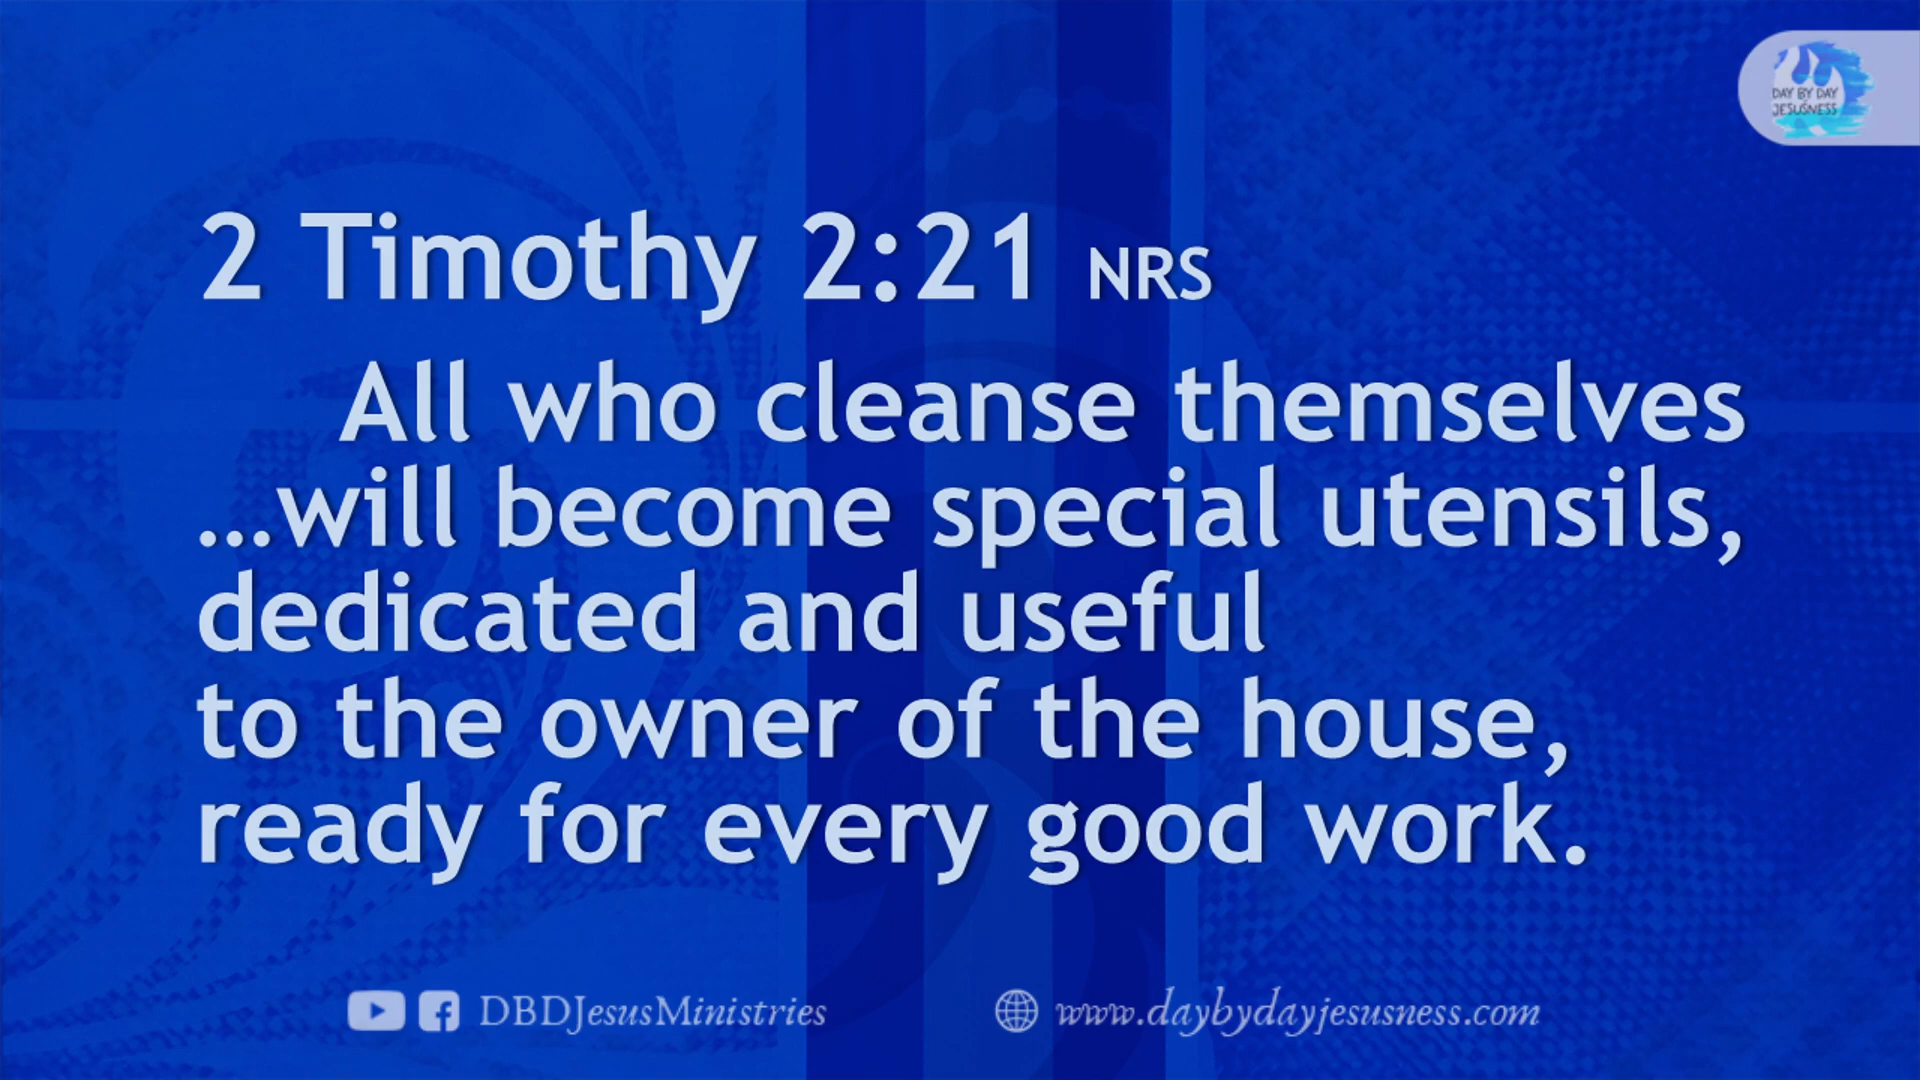 DAY BY DAY
JESUSNESS
2 Timothy 2:21 NRS
All who cleanse themselves
...will become special utensils,
dedicated and useful
to the owner of the house,
ready for every good work.
DBDJesusMinistries
www.daybydayjesusness.com